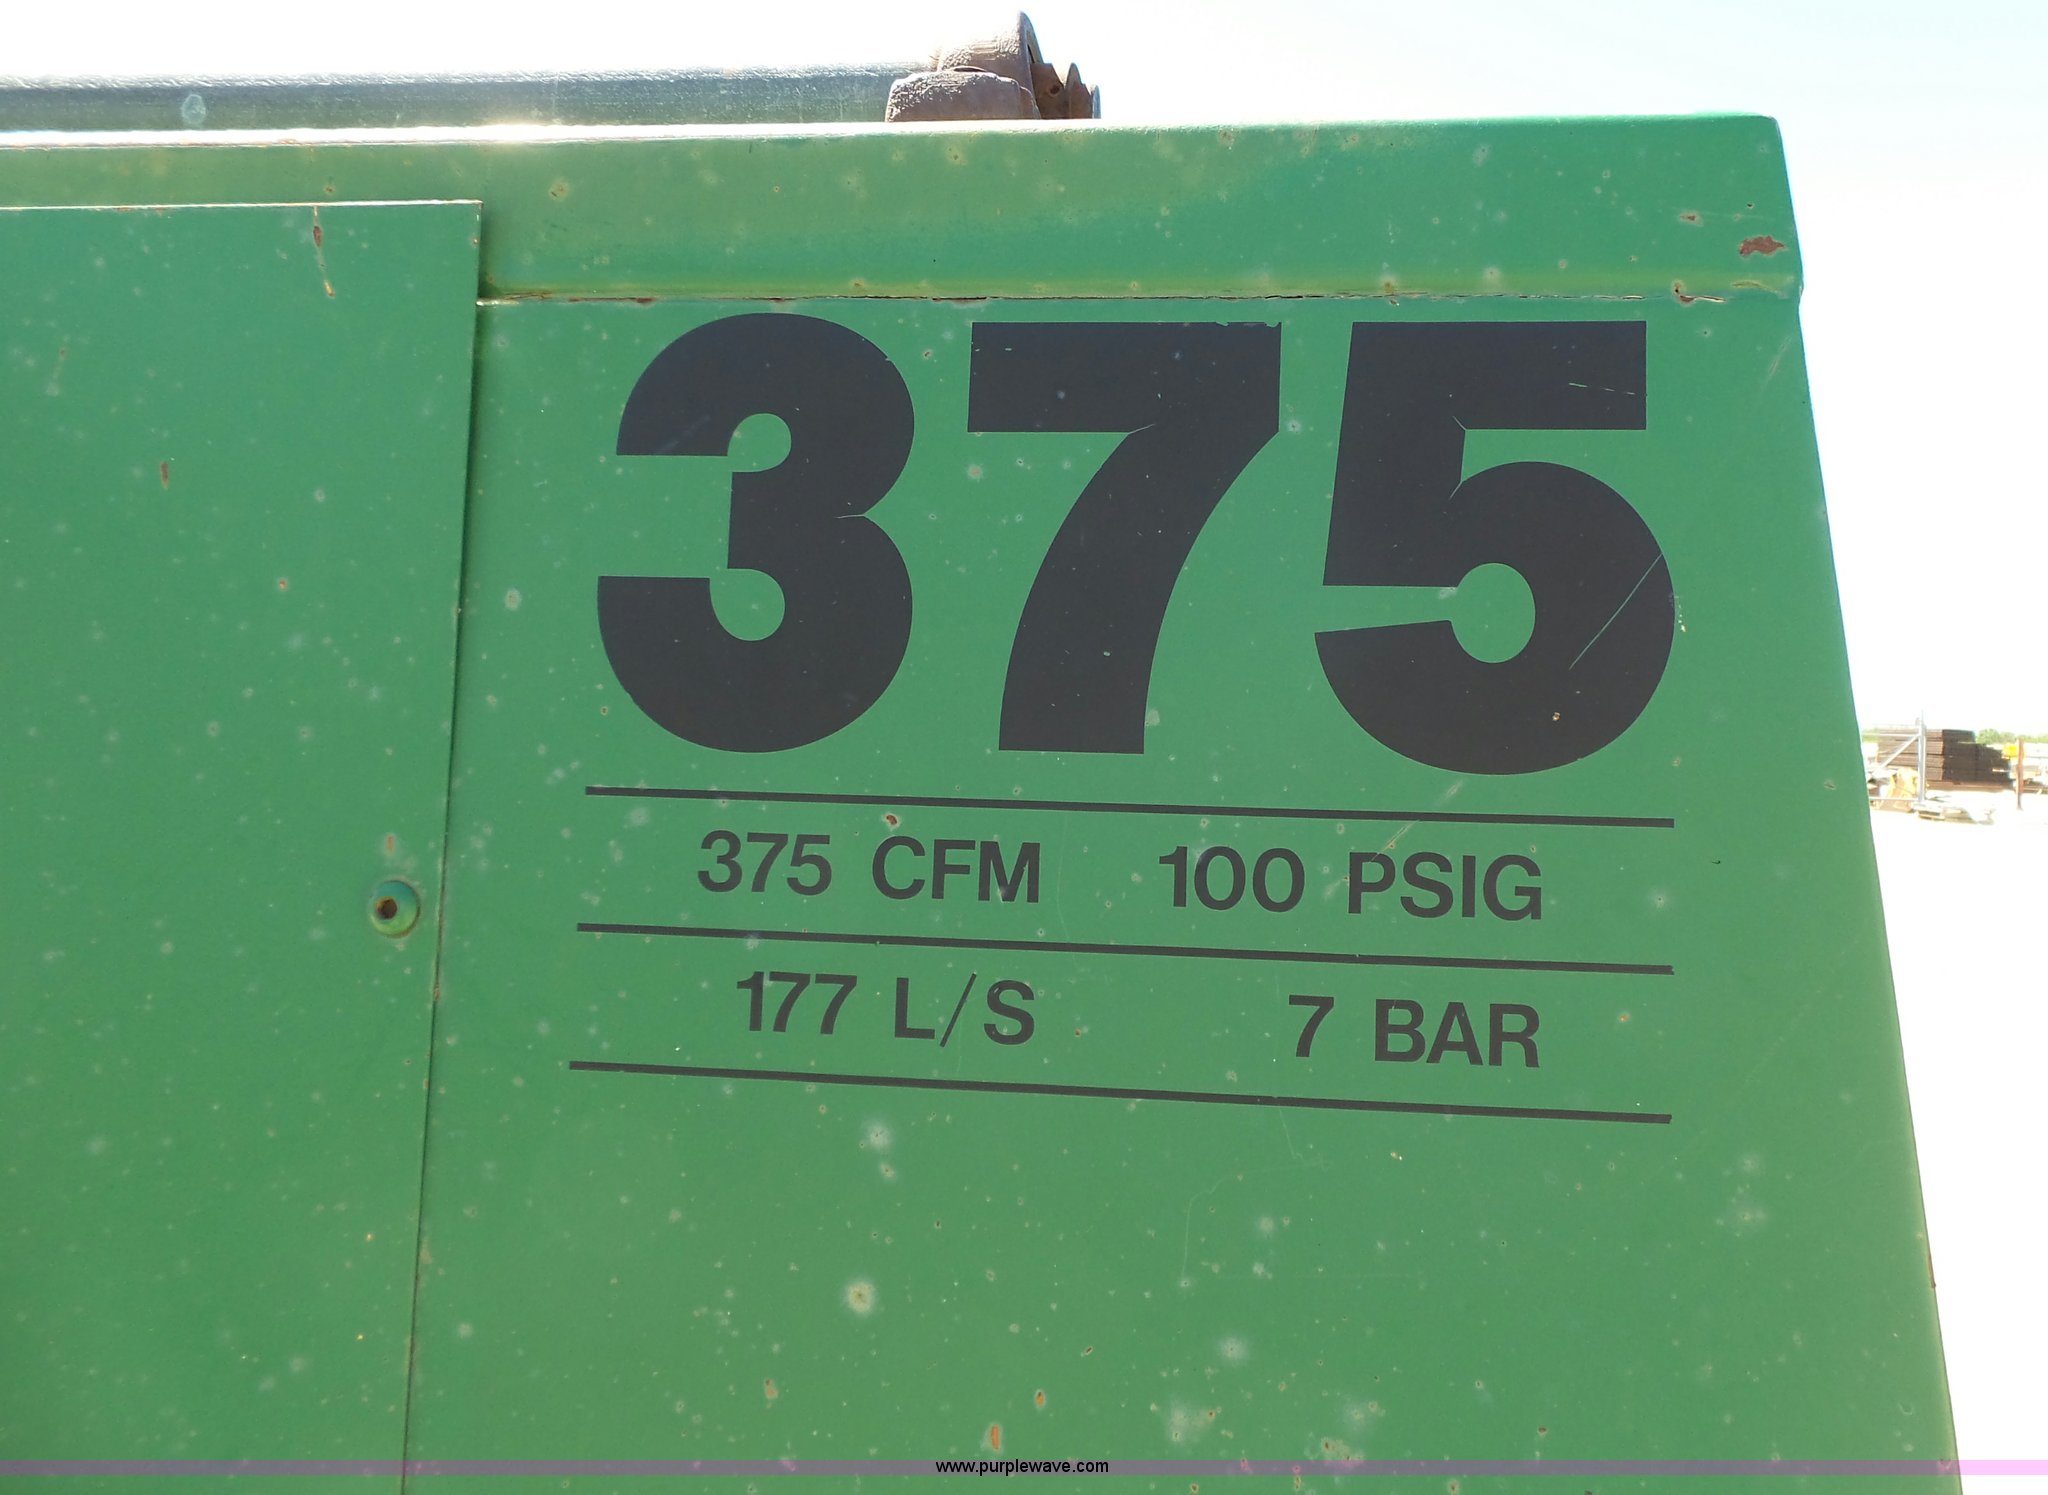 375
375 CFM 100 PSIG
177 L/S 7 BAR
www.purplewave.com